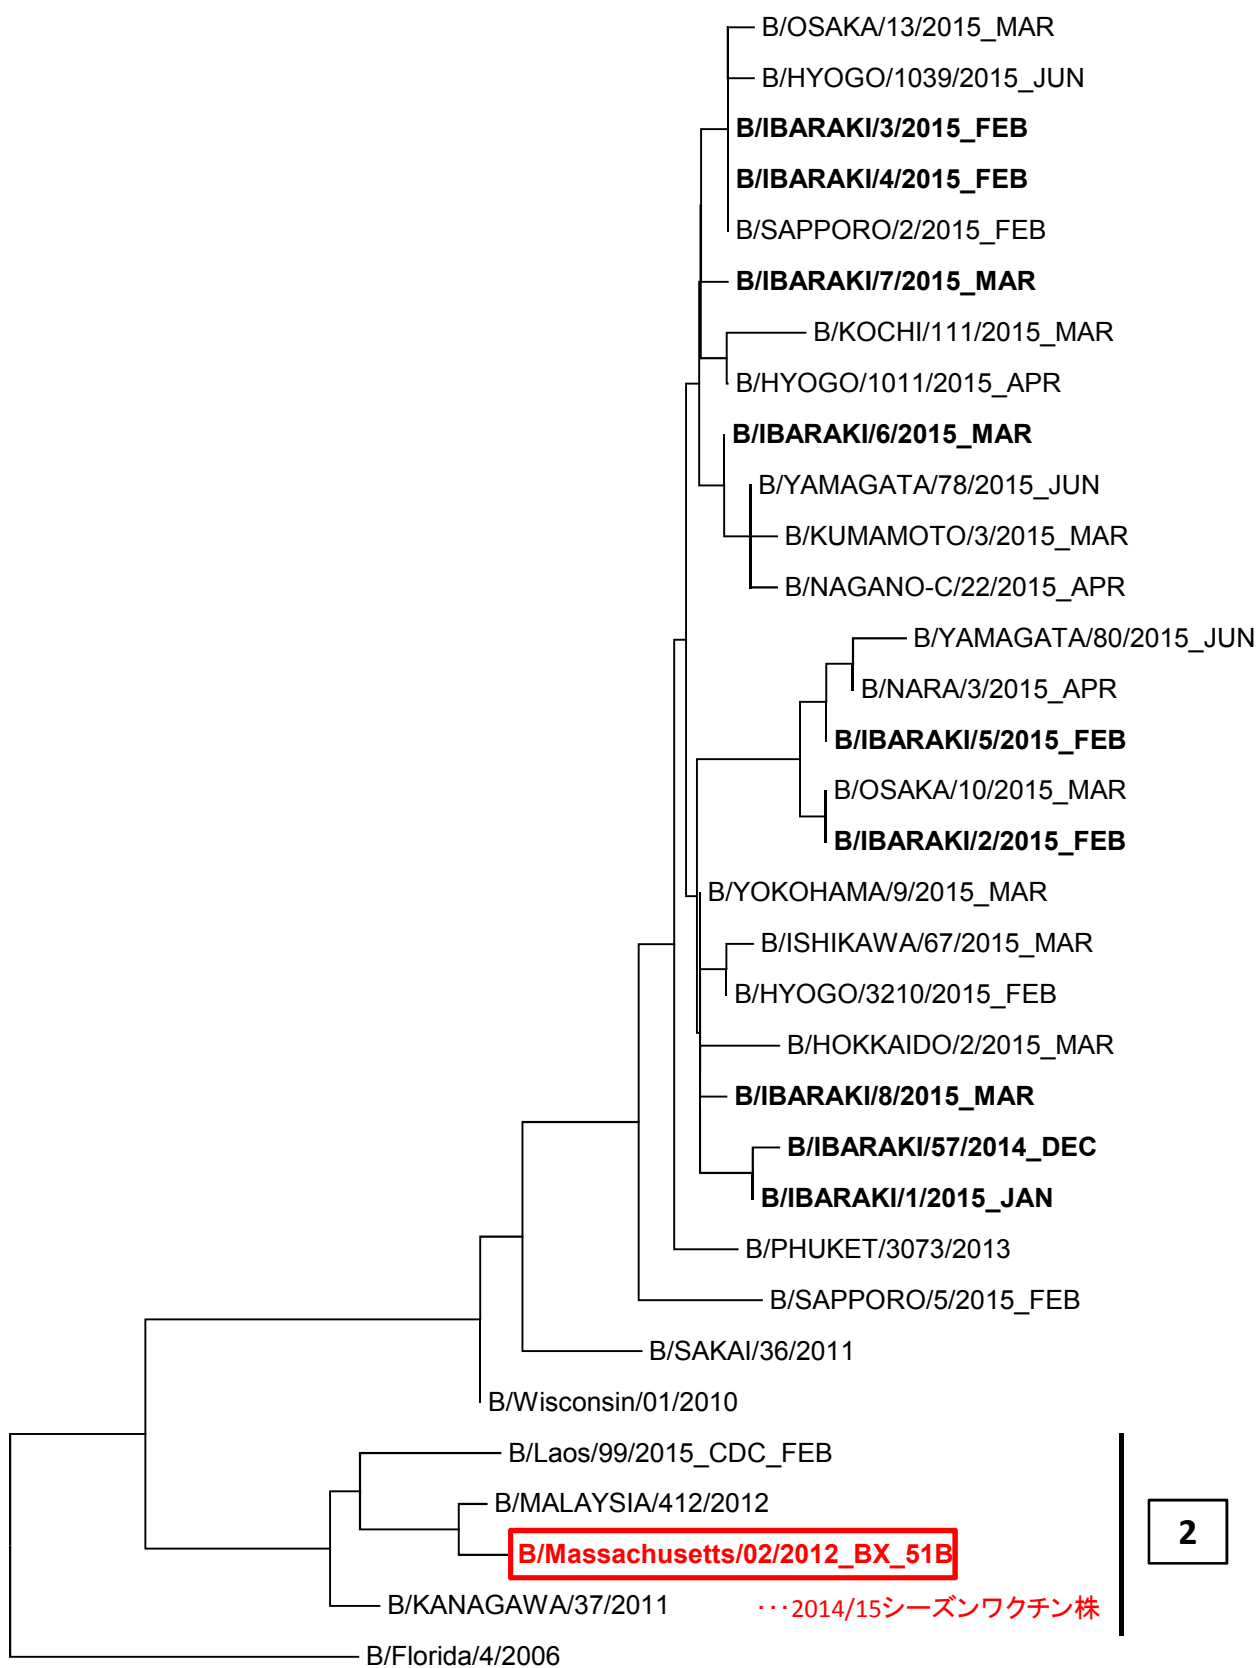 B/OSAKA/13/2015_MAR
B/HYOGO/1039/2015_JUN
B/IBARAKI/3/2015_FEB
B/IBARAKI/4/2015_FEB
B/SAPPORO/2/2015_FEB
B/IBARAKI/7/2015_MAR
B/KOCHI/111/2015_MAR
B/HYOGO/1011/2015_APR
B/IBARAKI/6/2015_MAR
B/YAMAGATA/78/2015_JUN
B/KUMAMOTO/3/2015_MAR
B/NAGANO-C/22/2015_APR
B/YAMAGATA/80/2015_JUN
B/NARA/3/2015_APR
B/IBARAKI/5/2015_FEB
B/OSAKA/10/2015_MAR
B/IBARAKI/2/2015_FEB
B/YOKOHAMA/9/2015_MAR
B/ISHIKAWA/67/2015_MAR
B/HYOGO/3210/2015_FEB
B/HOKKAIDO/2/2015_MAR
B/IBARAKI/8/2015_MAR
B/IBARAKI/57/2014_DEC
B/IBARAKI/1/2015_JAN
B/PHUKET/3073/2013
B/SAPPORO/5/2015_FEB
B/SAKAI/36/2011
B/Wisconsin/01/2010
B/Laos/99/2015_CDC_FEB
B/MALAYSIA/412/2012
2
B/Massachusetts/02/2012_BX_51B
B/KANAGAWA/37/2011
･･･2014/15シーズンワクチン株
B/Florida/4/2006